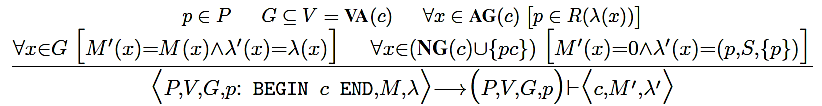 p ∈ P   G ⊆ V = VA(c)   ∀x ∈ AG(c) [p ∈ R(λ(x))]
∀x∈G [M′(x)=M(x)∧λ′(x)=λ(x)]   ∀x∈(NG(c)∪{pc}) [M′(x)=0∧λ′(x)=(p,S,{p})]
⟨P,V,G,p: BEGIN c END,M,λ⟩⟶(P,V,G,p)⊢⟨c,M′,λ′⟩